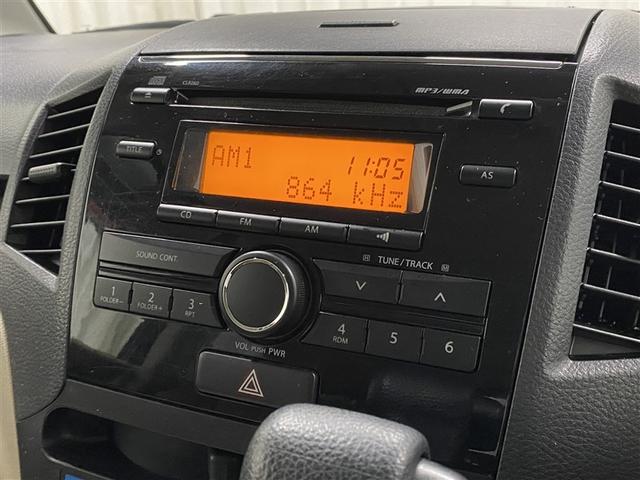 CLR260
MP3/WMA
TITLE
AM1
11:05
864 kHz
AS
CD
FM
AM
SOUND CONT.
TUNE/TRACK
1
FOLDER−
2
FOLDER+
3
RPT
4
RDM
5
6
VOL PUSH PWR